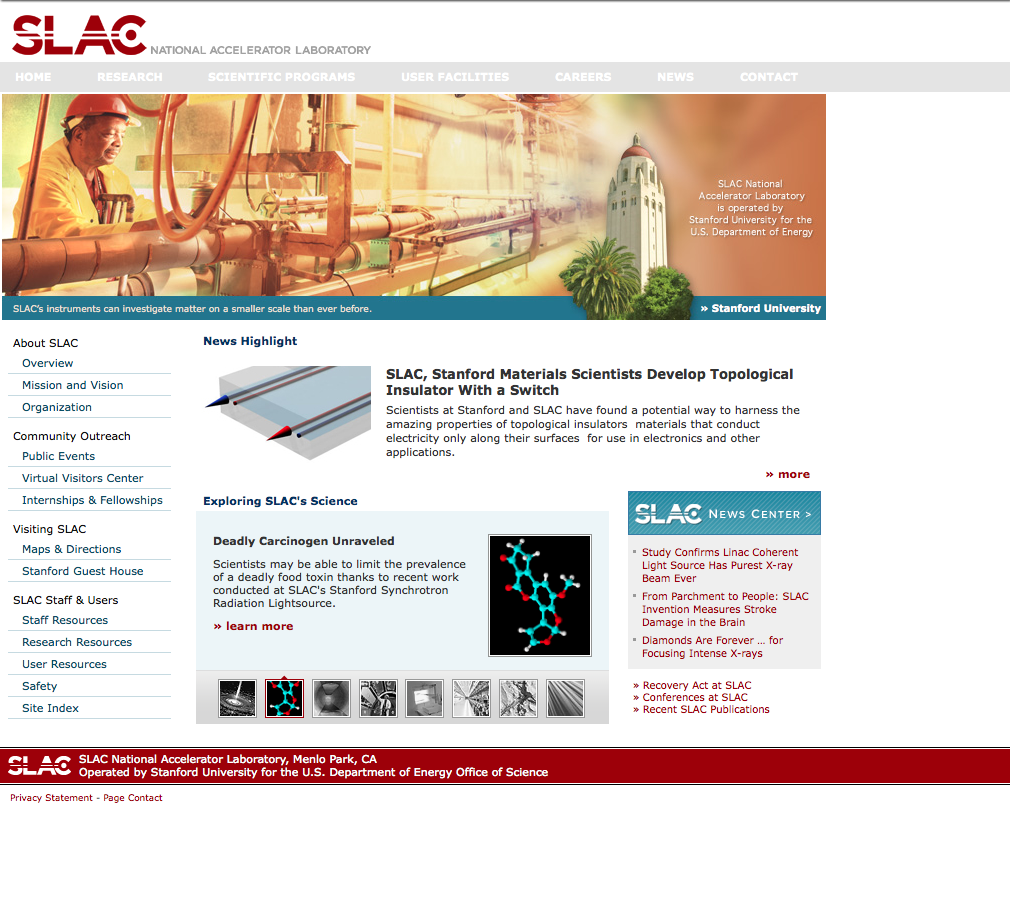 SLAC NATIONAL ACCELERATOR LABORATORY
HOME RESEARCH SCIENTIFIC PROGRAMS USER FACILITIES CAREERS NEWS CONTACT
SLAC National
Accelerator Laboratory
is operated by
Stanford University for the
U.S. Department of Energy
SLAC's instruments can investigate matter on a smaller scale than ever before.
» Stanford University
About SLAC
Overview
Mission and Vision
Organization
Community Outreach
Public Events
Virtual Visitors Center
Internships & Fellowships
Visiting SLAC
Maps & Directions
Stanford Guest House
SLAC Staff & Users
Staff Resources
Research Resources
User Resources
Safety
Site Index
News Highlight
SLAC, Stanford Materials Scientists Develop Topological
Insulator With a Switch
Scientists at Stanford and SLAC have found a potential way to harness the
amazing properties of topological insulators  materials that conduct
electricity only along their surfaces  for use in electronics and other
applications.
» more
Exploring SLAC's Science
Deadly Carcinogen Unraveled
Scientists may be able to limit the prevalence
of a deadly food toxin thanks to recent work
conducted at SLAC's Stanford Synchrotron
Radiation Lightsource.
» learn more
SLAC NEWS CENTER >
Study Confirms Linac Coherent
Light Source Has Purest X-ray
Beam Ever
From Parchment to People: SLAC
Invention Measures Stroke
Damage in the Brain
Diamonds Are Forever ... for
Focusing Intense X-rays
» Recovery Act at SLAC
» Conferences at SLAC
» Recent SLAC Publications
SLAC SLAC National Accelerator Laboratory, Menlo Park, CA
Operated by Stanford University for the U.S. Department of Energy Office of Science
Privacy Statement - Page Contact